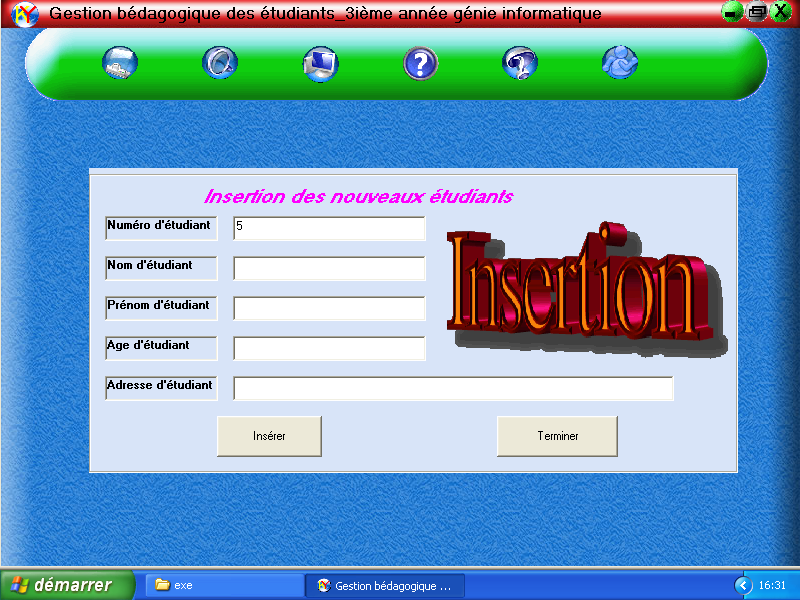 Gestion bédagogique des étudiants_3ième année génie informatique
Insertion des nouveaux étudiants
Numéro d'étudiant 5
Nom d'étudiant
Prénom d'étudiant
Age d'étudiant
Adresse d'étudiant
Insertion
Insérer Terminer
démarrer exe Gestion bédagogique ... 16:31